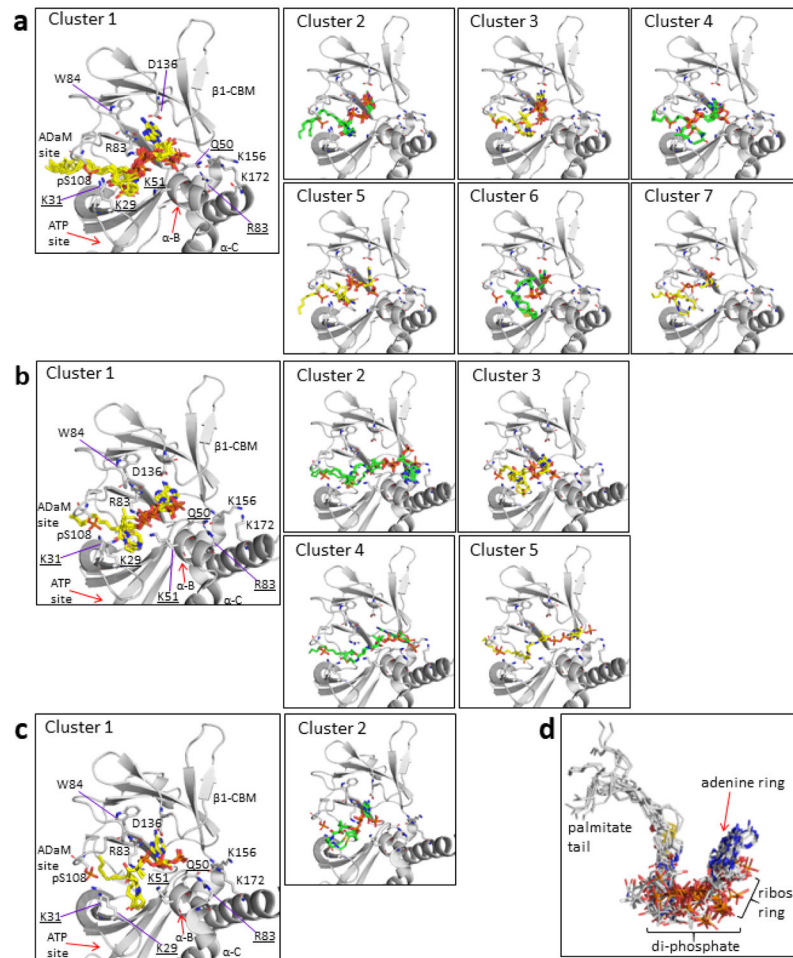 a
Cluster 1
D136
W84
β1-CBM
ADaM
site
R83
Q50
K156
pS108
K51
K172
K31
K29
R83
ATP
site
α-B
α-C
Cluster 2
Cluster 3
Cluster 4
Cluster 5
Cluster 6
Cluster 7
b
Cluster 1
W84
β1-CBM
D136
ADaM
site
R83
Q50
K156
pS108
K172
K31
K29
R83
ATP
site
K51
α-B
α-C
Cluster 2
Cluster 3
Cluster 4
Cluster 5
c
Cluster 1
W84
β1-CBM
D136
ADaM
site
R83
Q50
K156
pS108
K51
K172
K31
R83
ATP
site
K29
α-B
α-C
Cluster 2
d
adenine ring
palmitate
tail
ribos
ring
di-phosphate